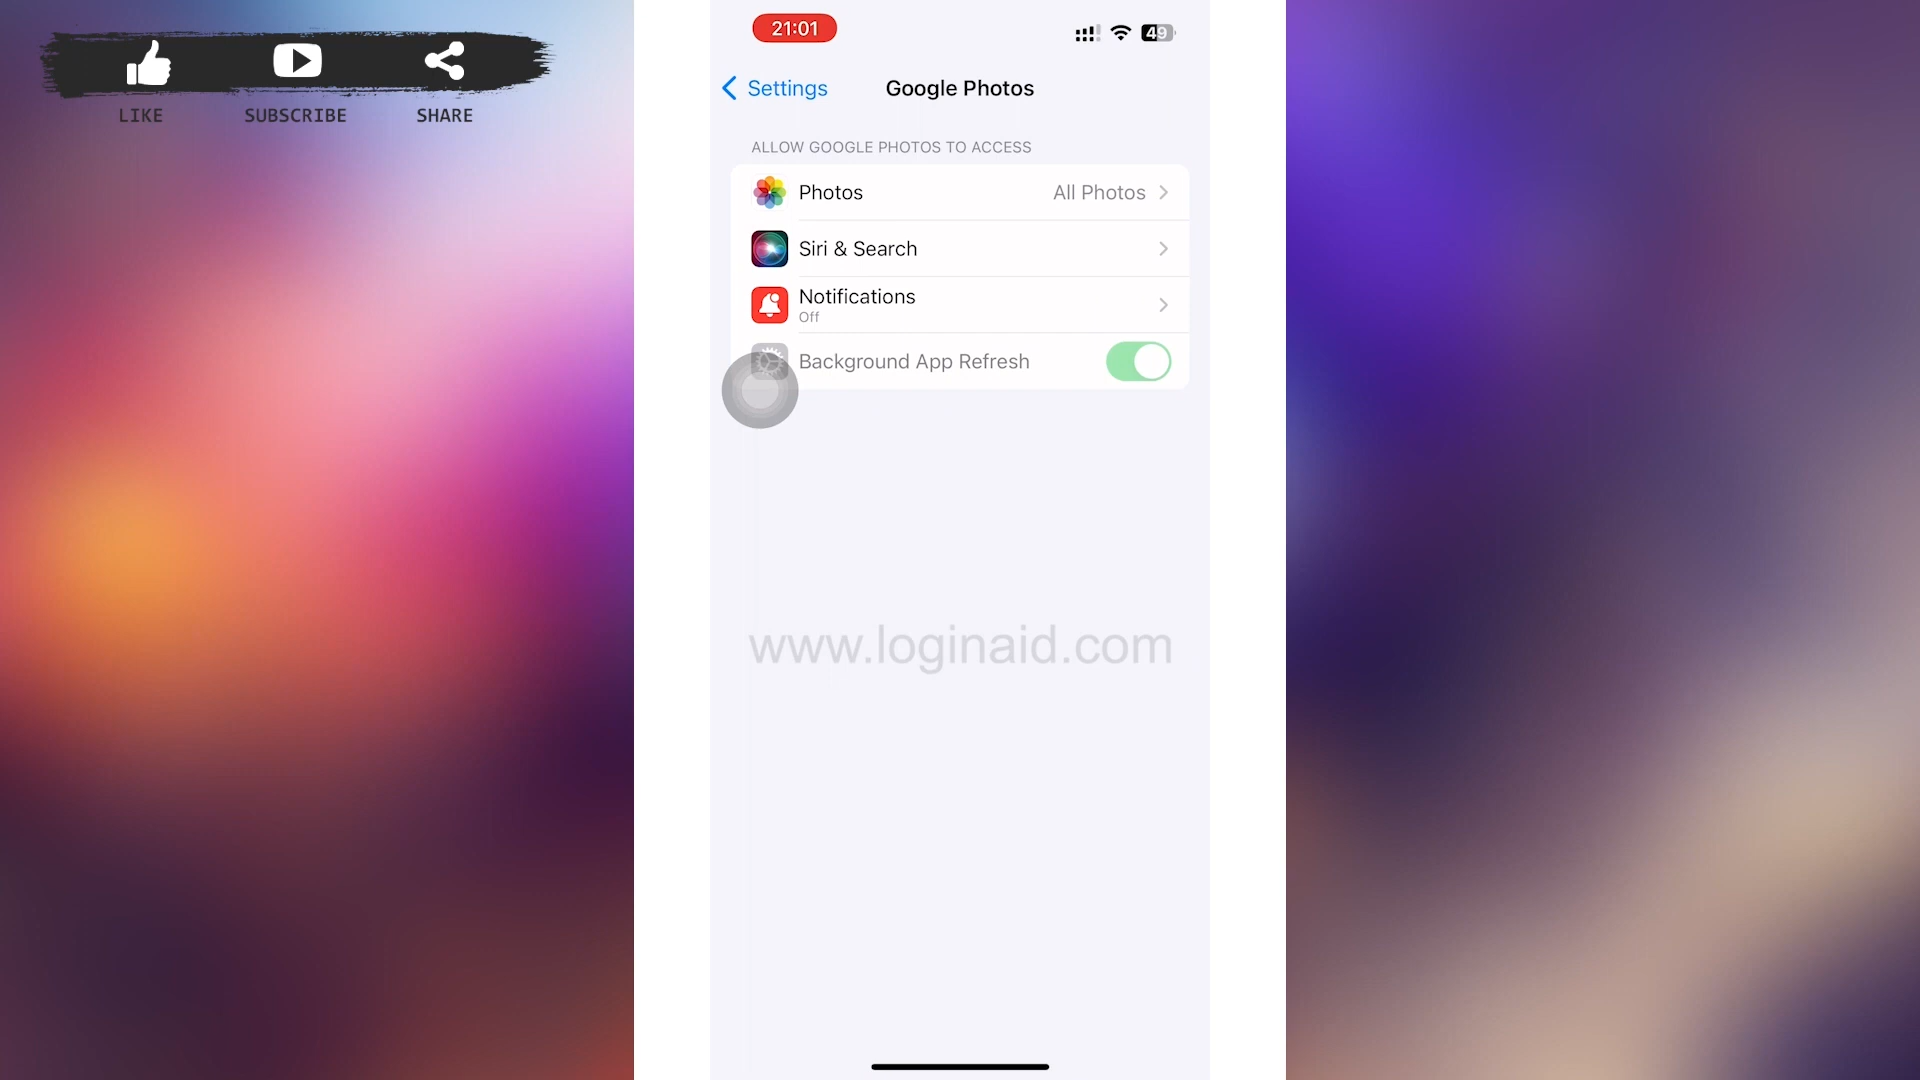 LIKE SUBSCRIBE SHARE
21:01 49
Settings Google Photos
ALLOW GOOGLE PHOTOS TO ACCESS
Photos All Photos
Siri & Search
Notifications
Off
Background App Refresh
www.loginaid.com